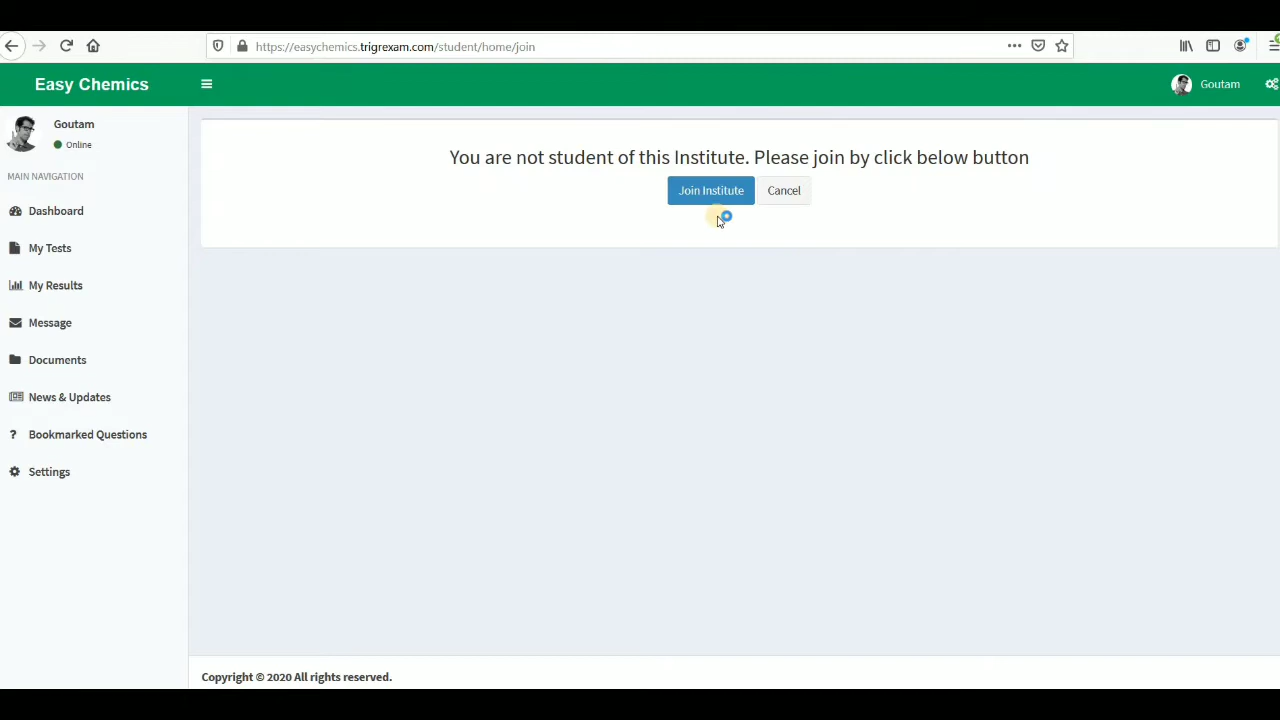 https://easychemics.trigrexam.com/student/home/join
Easy Chemics
Goutam
Goutam
Online
MAIN NAVIGATION
Dashboard
My Tests
My Results
Message
Documents
News & Updates
Bookmarked Questions
Settings
You are not student of this Institute. Please join by click below button
Join Institute Cancel
Copyright © 2020 All rights reserved.